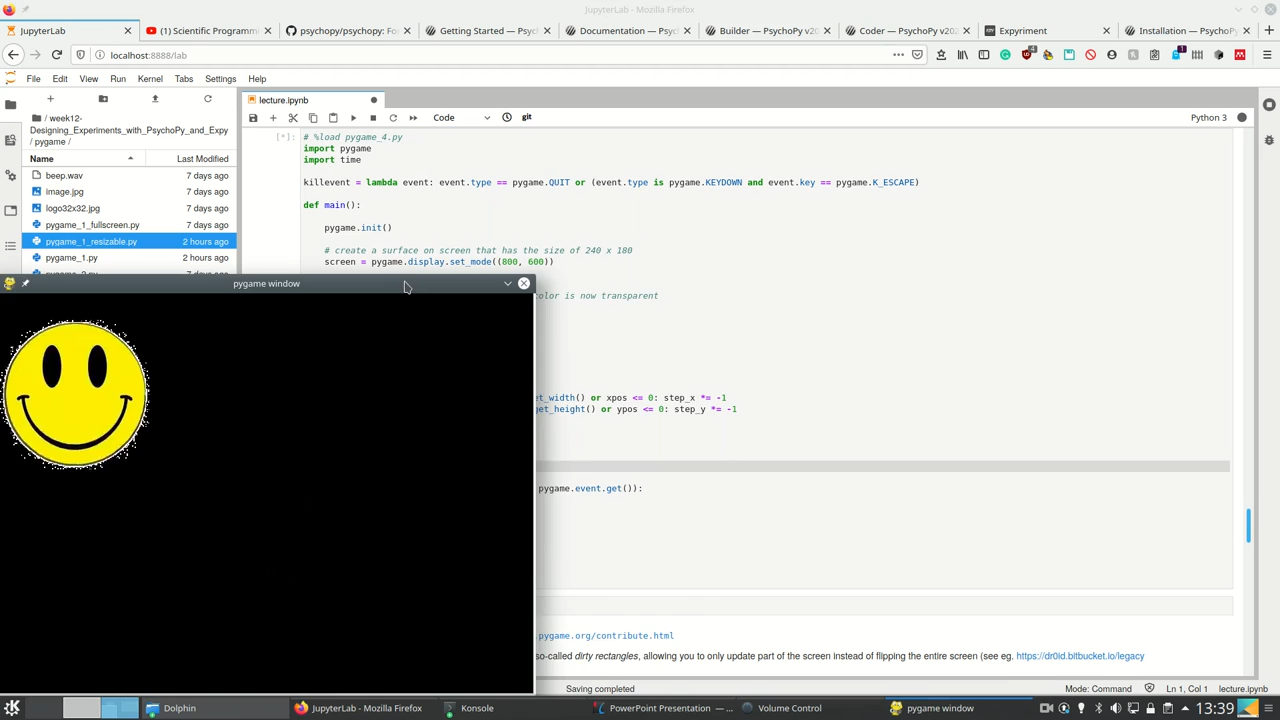 JupyterLab - Mozilla Firefox
JupyterLab
(1) Scientific Programm
psychopy/psychopy: Fo
Getting Started — Psyc
Documentation — Psyc
Builder — PsychoPy v20
Coder — PsychoPy v20
Expyriment
Installation — PsychoPy
localhost:8888/lab
File Edit View Run Kernel Tabs Settings Help
lecture.ipynb
Code
git
Python 3
/ week12-
Designing_Experiments_with_PsychoPy_and_Expy
/ pygame /
Name Last Modified
beep.wav 7 days ago
image.jpg 7 days ago
logo32x32.jpg 7 days ago
pygame_1_fullscreen.py 7 days ago
pygame_1_resizable.py 2 hours ago
pygame_1.py 2 hours ago
[*]:
# %load pygame_4.py
import pygame
import time
killevent = lambda event: event.type == pygame.QUIT or (event.type is pygame.KEYDOWN and event.key == pygame.K_ESCAPE)
def main():
pygame.init()
# create a surface on screen that has the size of 240 x 180
screen = pygame.display.set_mode((800, 600))
pygame window
color is now transparent
et_width() or xpos <= 0: step_x *= -1
get_height() or ypos <= 0: step_y *= -1
pygame.event.get()):
.pygame.org/contribute.html
so-called dirty rectangles, allowing you to only update part of the screen instead of flipping the entire screen (see eg. https://dr0id.bitbucket.io/legacy
Saving completed
Mode: Command
Ln 1, Col 1
lecture.ipynb
Dolphin
JupyterLab - Mozilla Firefox
Konsole
PowerPoint Presentation — ...
Volume Control
pygame window
13:39